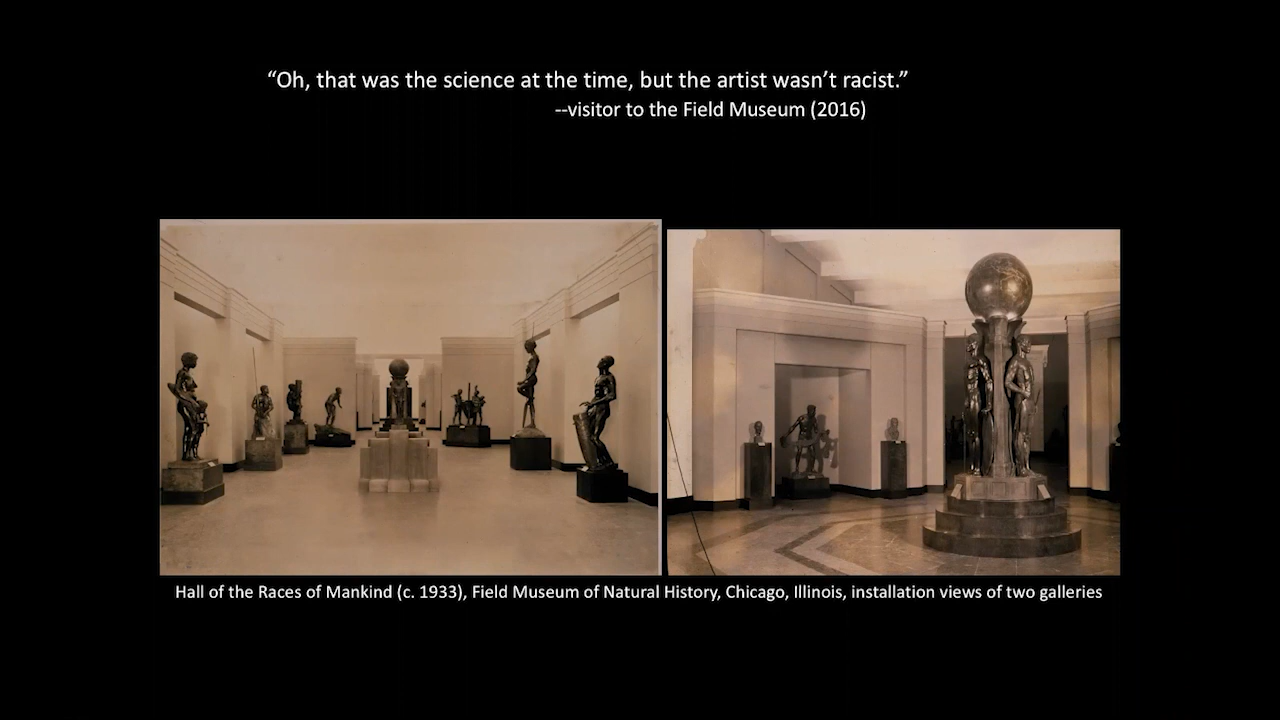 “Oh, that was the science at the time, but the artist wasn’t racist.”
--visitor to the Field Museum (2016)
Hall of the Races of Mankind (c. 1933), Field Museum of Natural History, Chicago, Illinois, installation views of two galleries